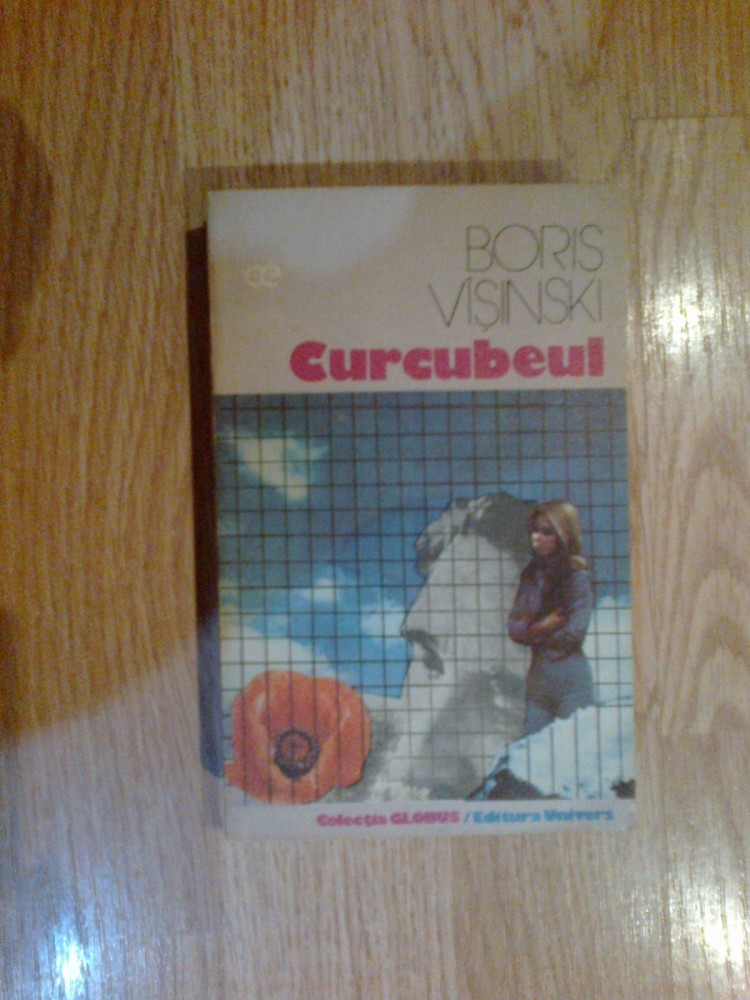 BORIS
VIȘINSKI
Curcubeul
Colecția GLOBUS / Editura Univers